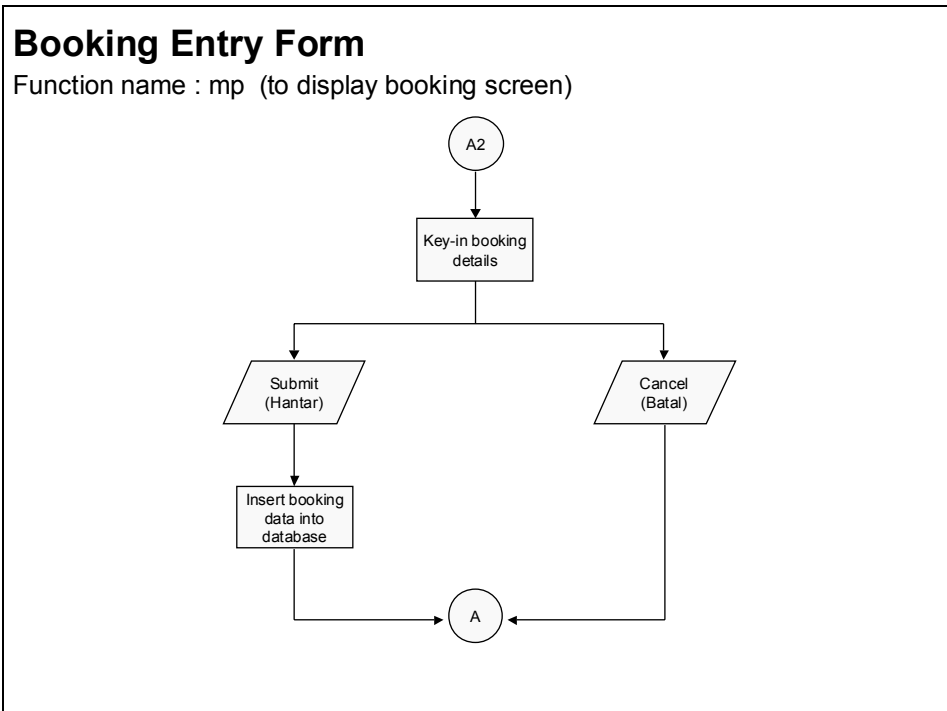 Booking Entry Form
Function name : mp  (to display booking screen)
A2
Key-in booking
details
Submit
(Hantar)
Cancel
(Batal)
Insert booking
data into
database
A